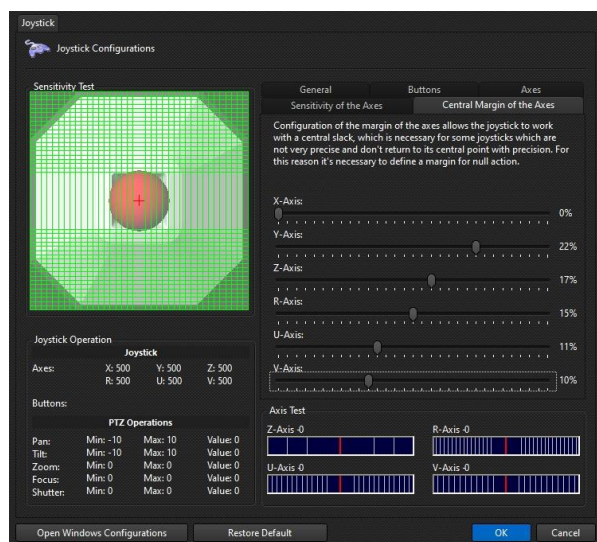 Joystick
Joystick Configurations
Sensitivity Test
General Buttons Axes
Sensitivity of the Axes Central Margin of the Axes
Configuration of the margin of the axes allows the joystick to work
with a central slack, which is necessary for some joysticks which are
not very precise and don't return to its central point with precision. For
this reason it's necessary to define a margin for null action.
X-Axis:
0%
Y-Axis:
22%
Z-Axis:
17%
R-Axis:
15%
U-Axis:
11%
V-Axis:
10%
Joystick Operation
Joystick
Axes: X: 500 Y: 500 Z: 500
R: 500 U: 500 V: 500
Buttons:
PTZ Operations
Pan: Min: -10 Max: 10 Value: 0
Tilt: Min: -10 Max: 10 Value: 0
Zoom: Min: 0 Max: 0 Value: 0
Focus: Min: 0 Max: 0 Value: 0
Shutter: Min: 0 Max: 0 Value: 0
Axis Test
Z-Axis -0 R-Axis -0
U-Axis -0 V-Axis -0
Open Windows Configurations Restore Default OK Cancel